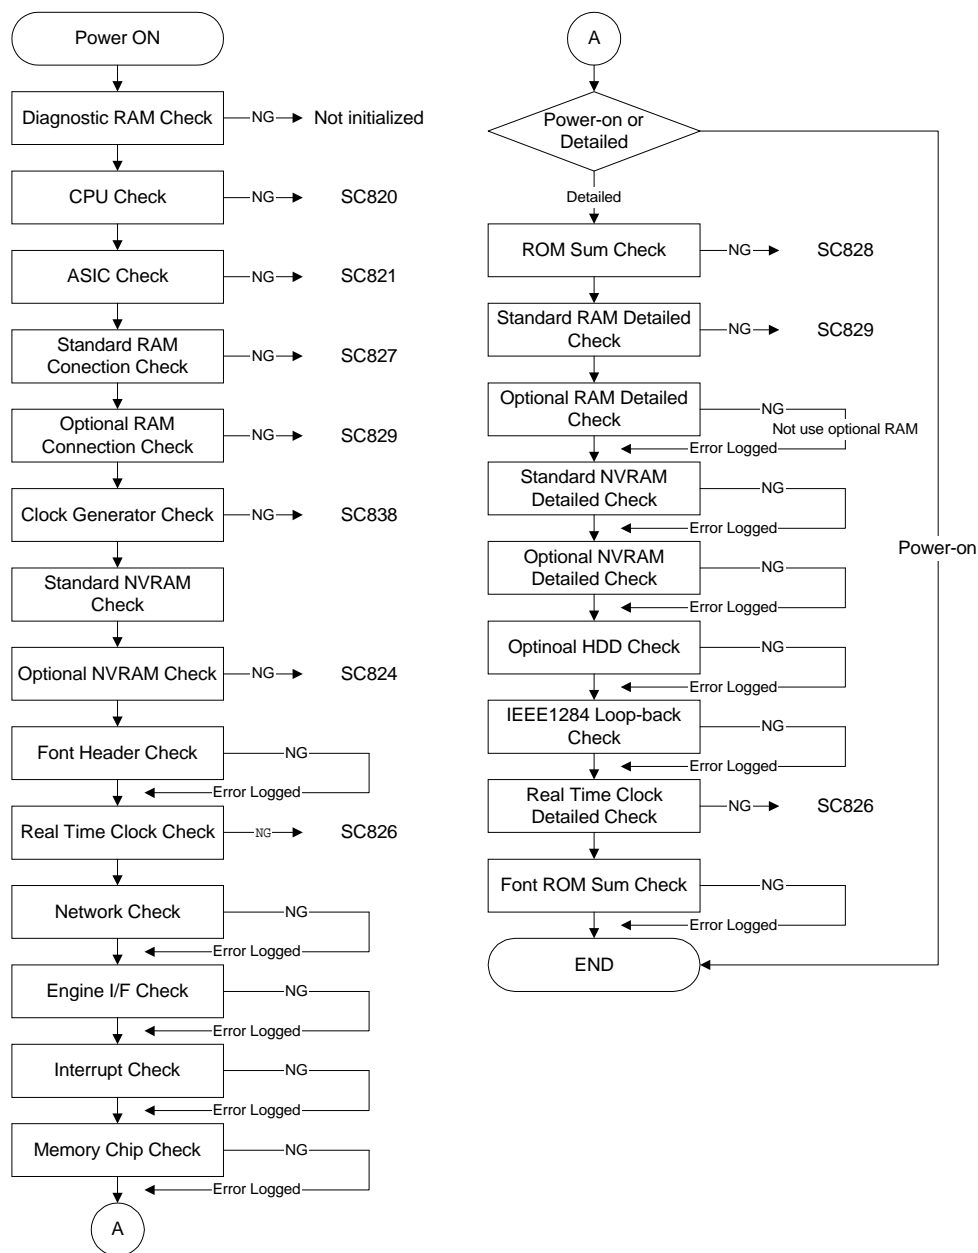 Power ON
Diagnostic RAM Check
NG
Not initialized
CPU Check
NG
SC820
ASIC Check
NG
SC821
Standard RAM
Conection Check
NG
SC827
Optional RAM
Connection Check
NG
SC829
Clock Generator Check
NG
SC838
Standard NVRAM
Check
Optional NVRAM Check
NG
SC824
Font Header Check
NG
Error Logged
Real Time Clock Check
NG
SC826
Network Check
NG
Error Logged
Engine I/F Check
NG
Error Logged
Interrupt Check
NG
Error Logged
Memory Chip Check
NG
Error Logged
A
A
Power-on or
Detailed
Detailed
Power-on
ROM Sum Check
NG
SC828
Standard RAM Detailed
Check
NG
SC829
Optional RAM Detailed
Check
NG
Not use optional RAM
Error Logged
Standard NVRAM
Detailed Check
NG
Error Logged
Optional NVRAM
Detailed Check
NG
Error Logged
Optinoal HDD Check
NG
Error Logged
IEEE1284 Loop-back
Check
NG
Error Logged
Real Time Clock
Detailed Check
NG
SC826
Font ROM Sum Check
NG
Error Logged
END